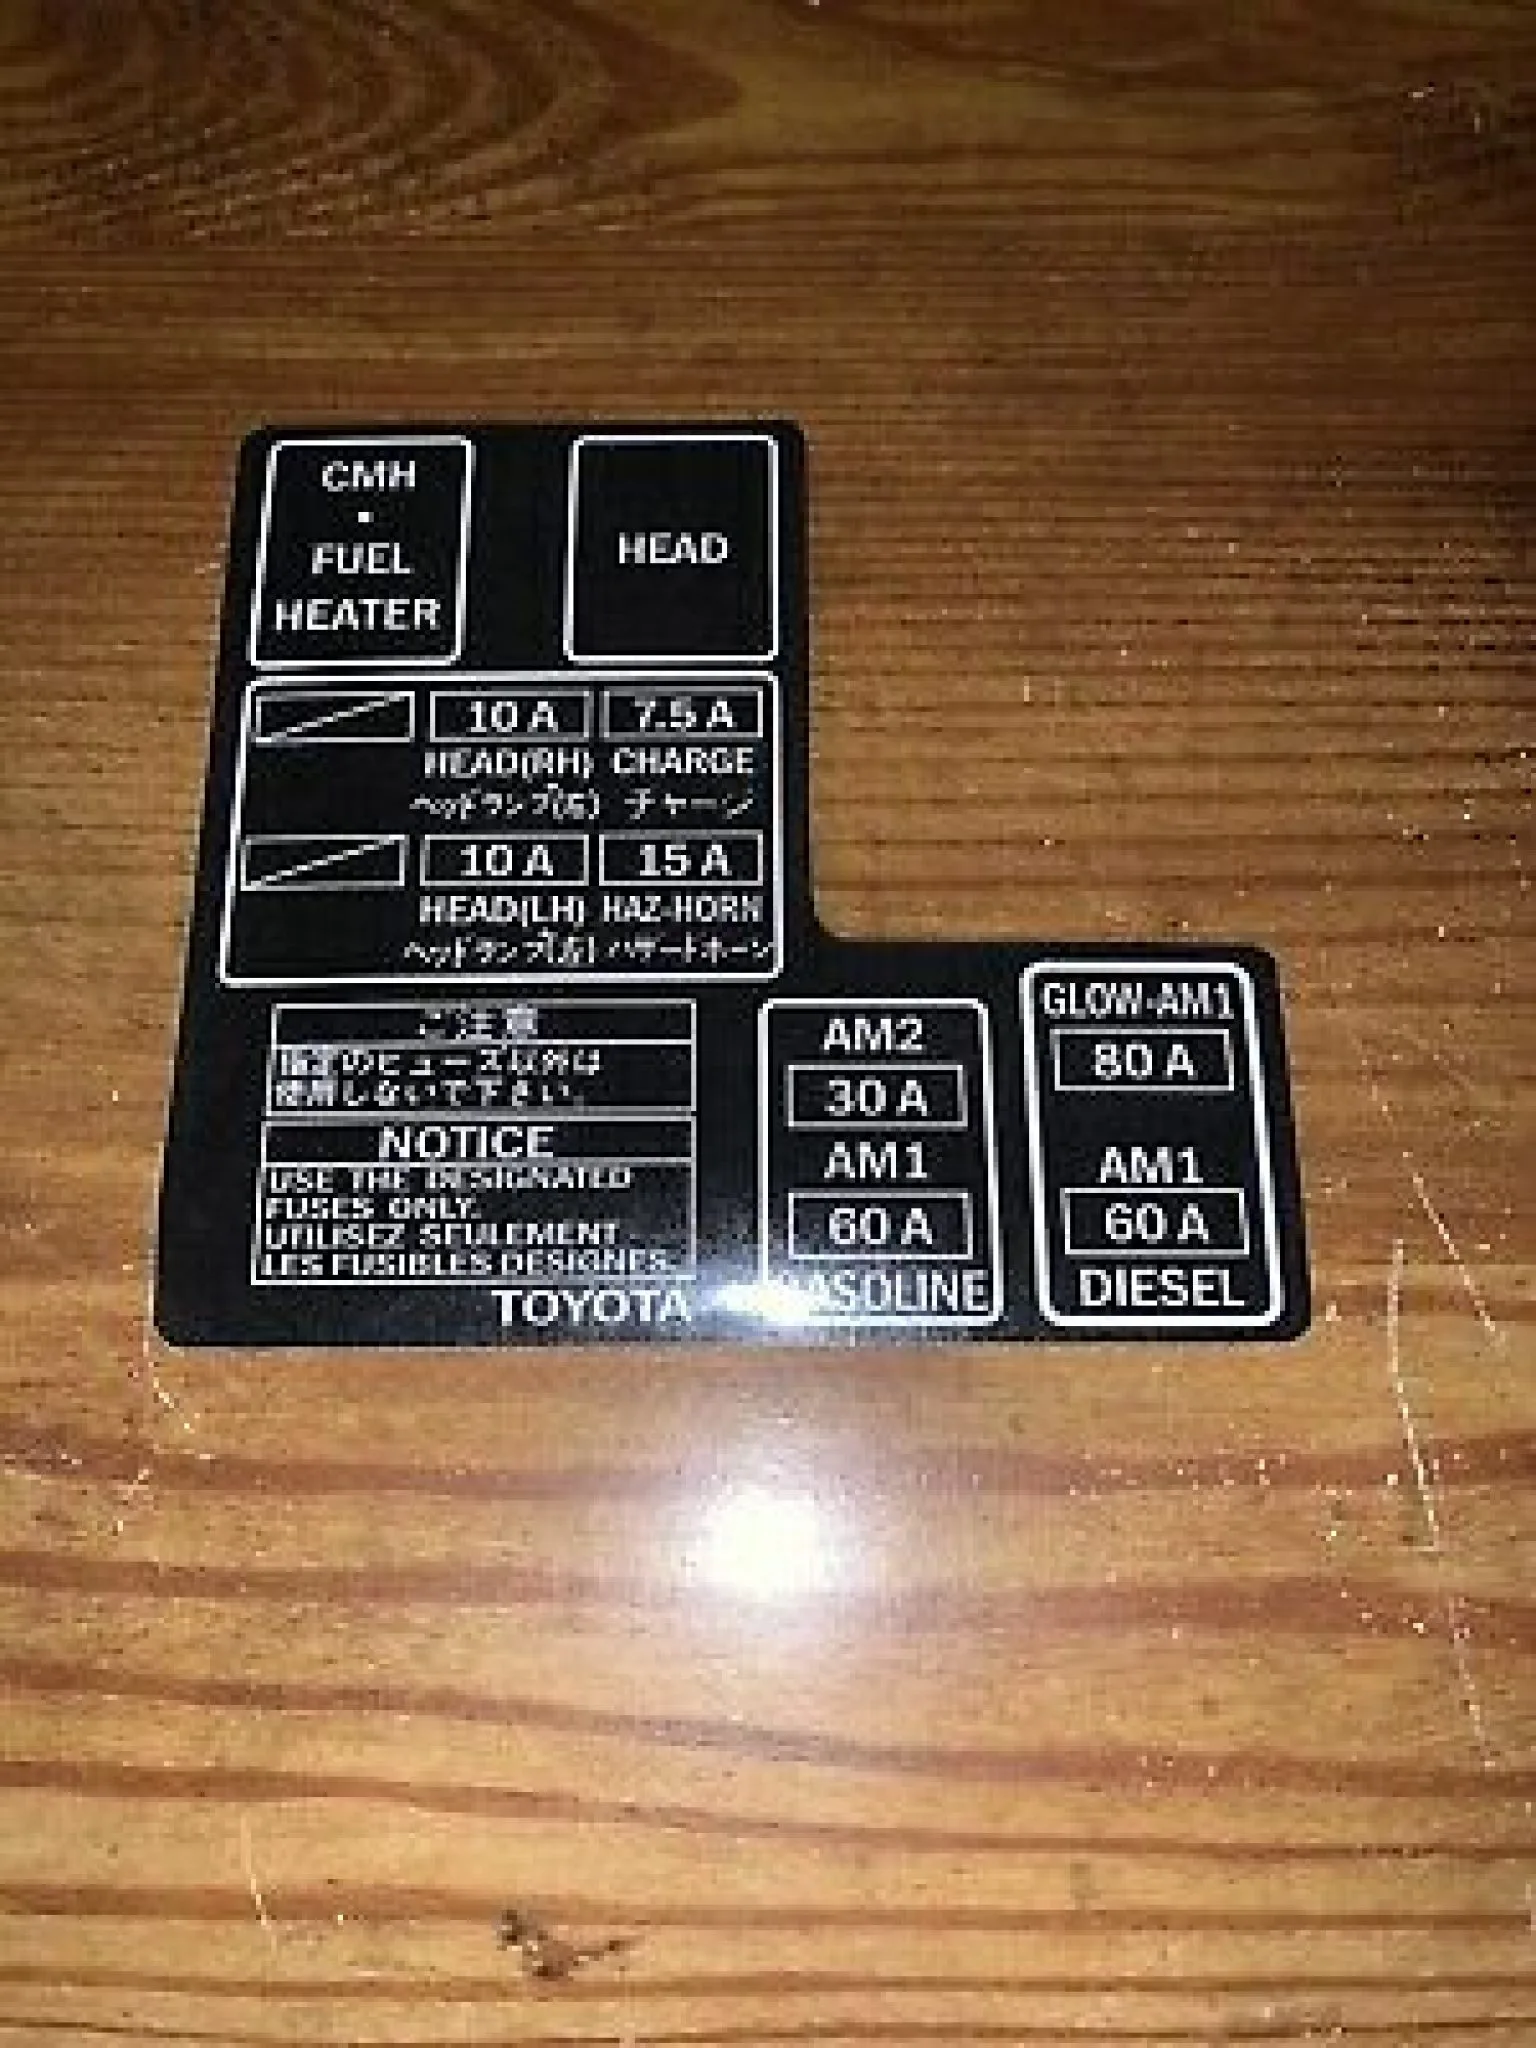 CMH
・
FUEL
HEATER
HEAD
10 A
7.5 A
HEAD(RH)
CHARGE
ヘッドランプ(右)
チャージ
10 A
15 A
HEAD(LH)
HAZ-HORN
ヘッドランプ(左)
ハザードホーン
ご注意
指定のヒューズ以外は
使用しないで下さい。
NOTICE
USE THE DESIGNATED
FUSES ONLY.
UTILISEZ SEULEMENT
LES FUSIBLES DESIGNES.
TOYOTA
AM2
30 A
AM1
60 A
GASOLINE
GLOW-AM1
80 A
AM1
60 A
DIESEL